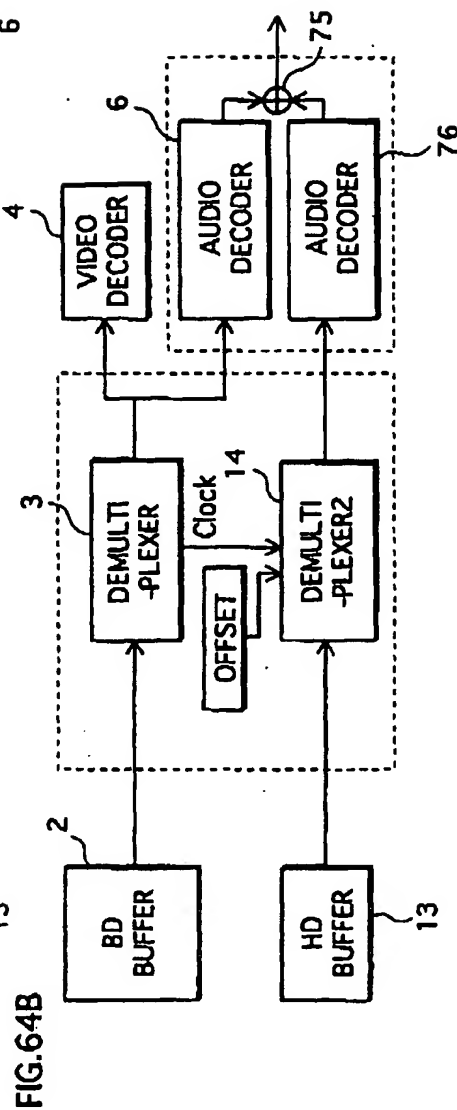 FIG.64B
2
BD
BUFFER
HD
BUFFER
13
3
DEMULTI
-PLEXER
Clock
OFFSET
14
DEMULTI
-PLEXER2
4
VIDEO
DECODER
6
AUDIO
DECODER
75
AUDIO
DECODER
76
6